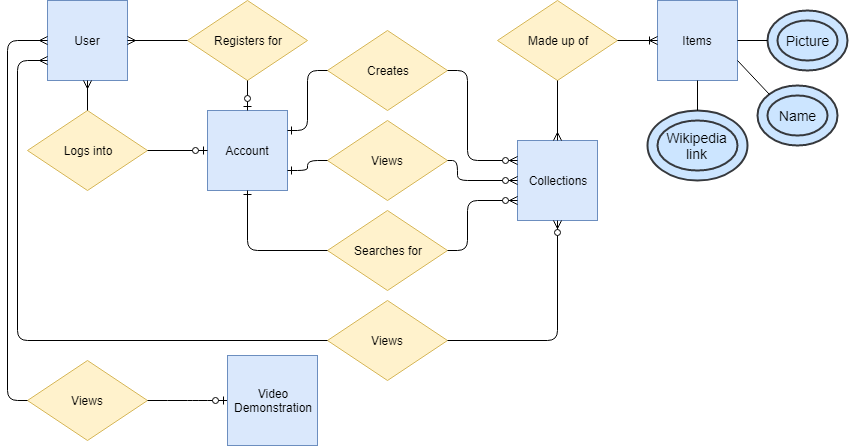 User
Registers for
Made up of
Items
Picture
Creates
Name
Logs into
Account
Views
Wikipedia
link
Collections
Searches for
Views
Views
Video
Demonstration